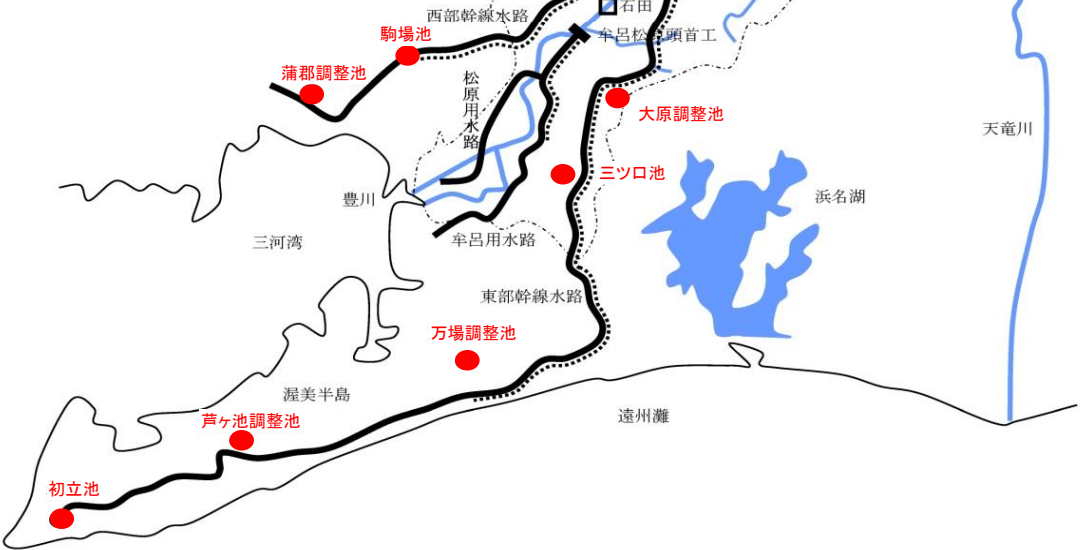 石田
西部幹線水路
駒場池
牟呂松原頭首工
蒲郡調整池
松原用水路
大原調整池
天竜川
三ツ口池
豊川
浜名湖
三河湾
牟呂用水路
東部幹線水路
万場調整池
渥美半島
遠州灘
芦ヶ池調整池
初立池